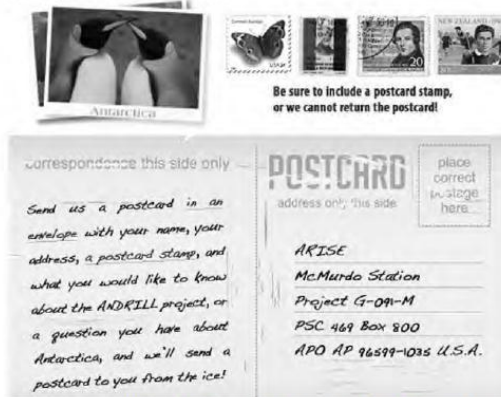 Antarctica
20
NEW ZEALAND
Be sure to include a postcard stamp,
or we cannot return the postcard!
correspondence this side only
POSTCARD
address only this side
place
correct
postage
here
Send us a postcard in an
envelope with your name, your
address, a postcard stamp, and
what you would like to know
about the ANDRILL project, or
a question you have about
Antarctica, and we'll send a
postcard to you from the ice!
ARISE
McMurdo Station
Project G-091-M
PSC 469 Box 800
APO AP 96599-1035 U.S.A.